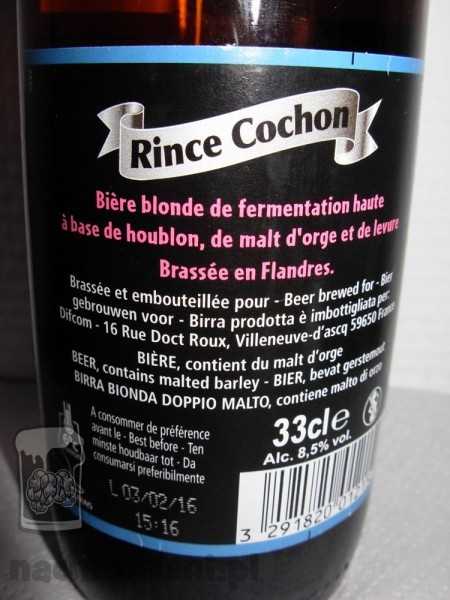 Rince Cochon
Bière blonde de fermentation haute
à base de houblon, de malt d'orge et de levure
Brassée en Flandres.
Brassée et embouteillée pour - Beer brewed for - Bier
gebrouwen voor - Birra prodotta è imbottigliata per:
Difcom - 16 Rue Doct Roux, Villeneuve-d'ascq 59650 France
BIÈRE, contient du malt d'orge
BEER, contains malted barley - BIER, bevat gerstemout
BIRRA BIONDA DOPPIO MALTO, contiene malto di orzo
A consommer de préférence
avant le - Best before - Ten
minste houdbaar tot - Da
consumarsi preferibilmente
L 03/02/16
15:16
33cl e
Alc. 8,5% vol.
3 291820